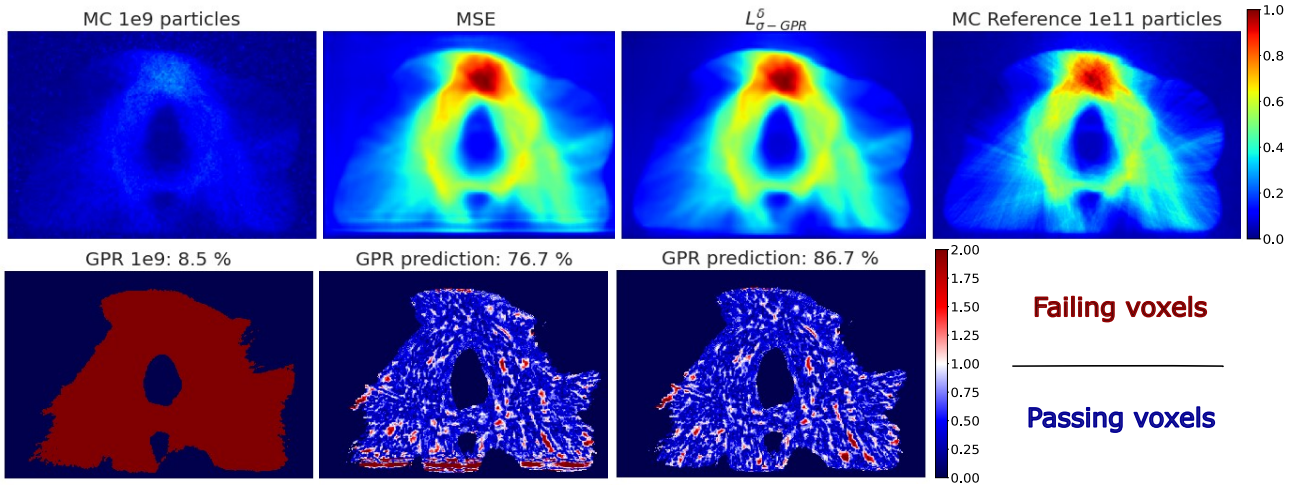 MC 1e9 particles
MSE
L^δ_{σ−GPR}
MC Reference 1e11 particles
1.0
0.8
0.6
0.4
0.2
0.0
GPR 1e9: 8.5 %
GPR prediction: 76.7 %
GPR prediction: 86.7 %
2.00
1.75
1.50
1.25
1.00
0.75
0.50
0.25
0.00
Failing voxels
Passing voxels